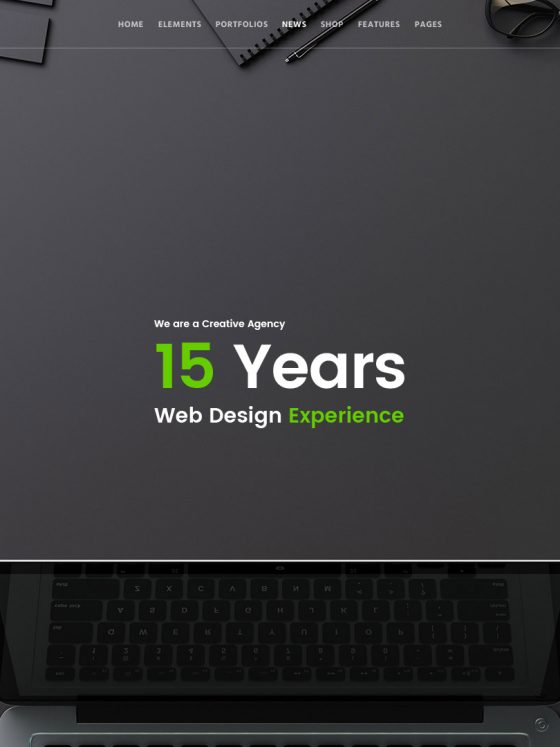 HOME ELEMENTS PORTFOLIOS NEWS SHOP FEATURES PAGES
We are a Creative Agency
15 Years
Web Design Experience